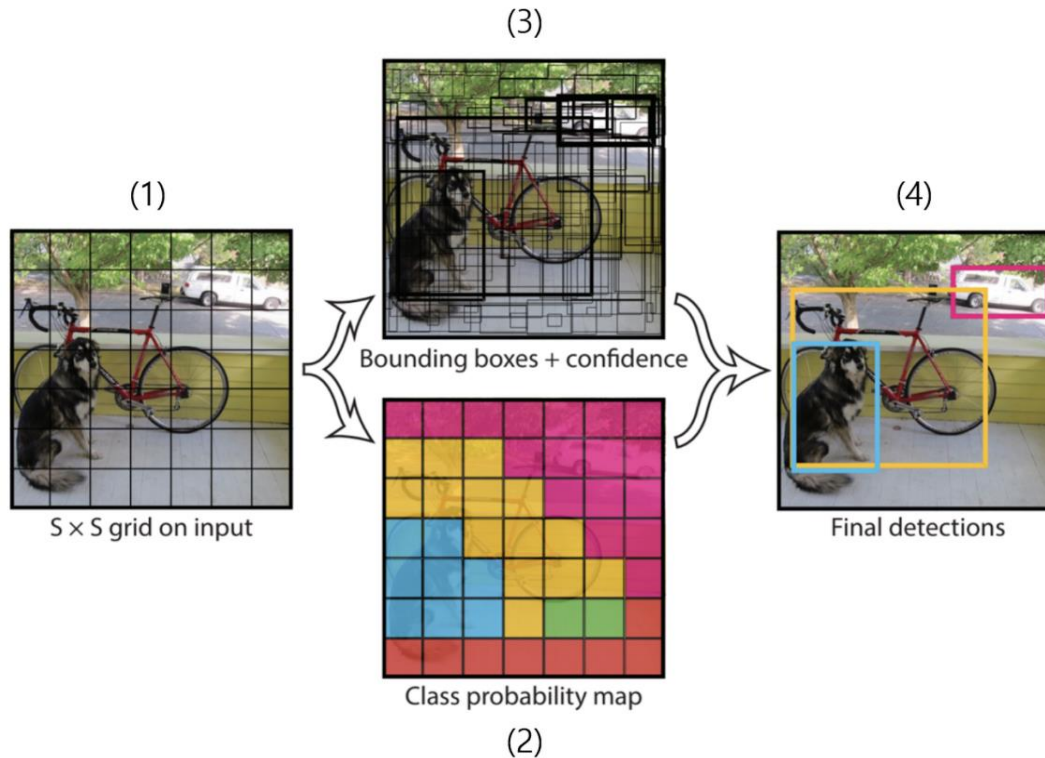 (3)
(1)
(4)
Bounding boxes + confidence
S × S grid on input
Final detections
Class probability map
(2)